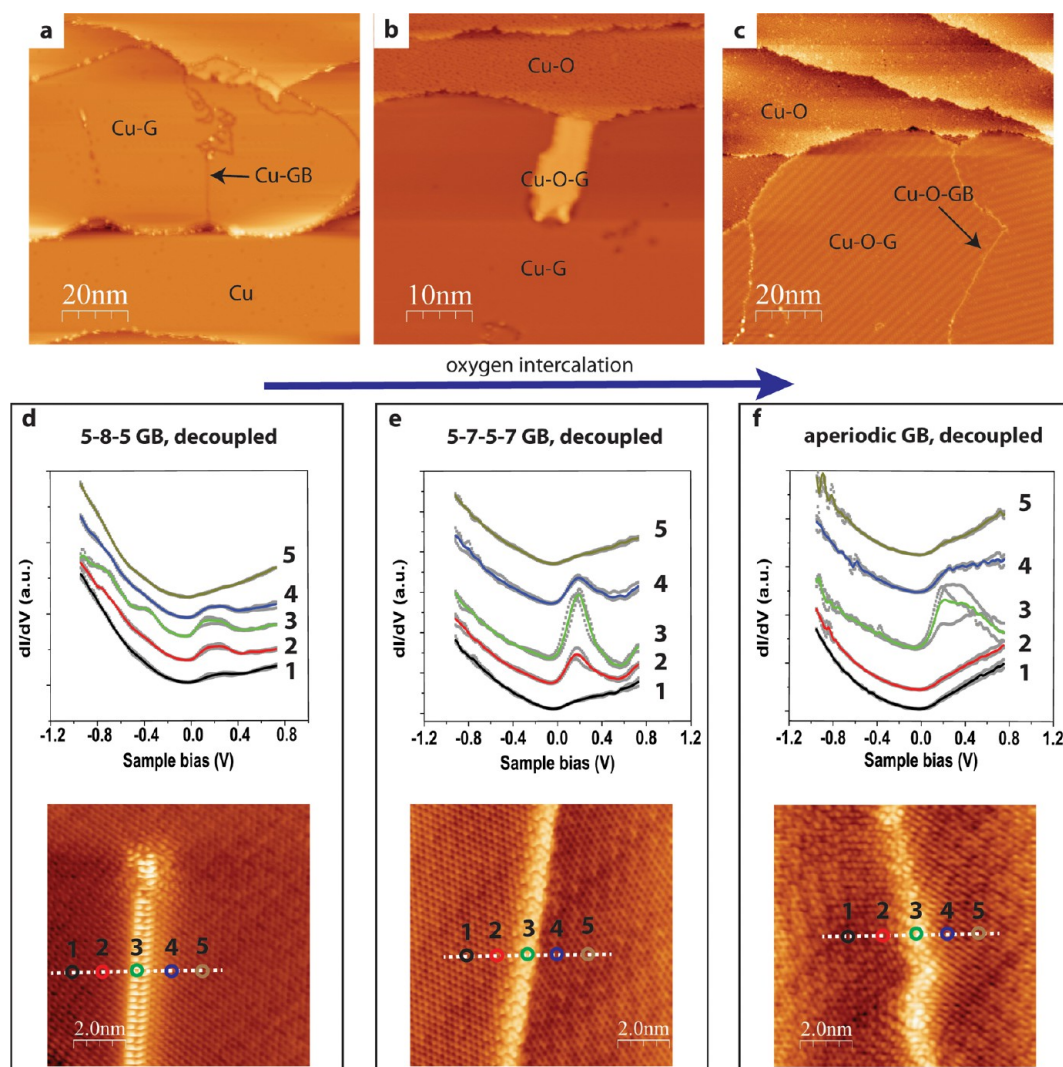 a
Cu-G
Cu-GB
Cu
20nm
b
Cu-O
Cu-O-G
Cu-G
10nm
c
Cu-O
Cu-O-GB
Cu-O-G
20nm
oxygen intercalation
d
5-8-5 GB, decoupled
dI/dV (a.u.)
5
4
3
2
1
-1.2 -0.8 -0.4 0.0 0.4 0.8
Sample bias (V)
1 2 3 4 5
2.0nm
e
5-7-5-7 GB, decoupled
dI/dV (a.u.)
5
4
3
2
1
-1.2 -0.8 -0.4 0.0 0.4 0.8 1.2
Sample bias (V)
1 2 3 4 5
2.0nm
f
aperiodic GB, decoupled
dI/dV (a.u.)
5
4
3
2
1
-1.2 -0.8 -0.4 0.0 0.4 0.8 1.2
Sample bias (V)
1 2 3 4 5
2.0nm